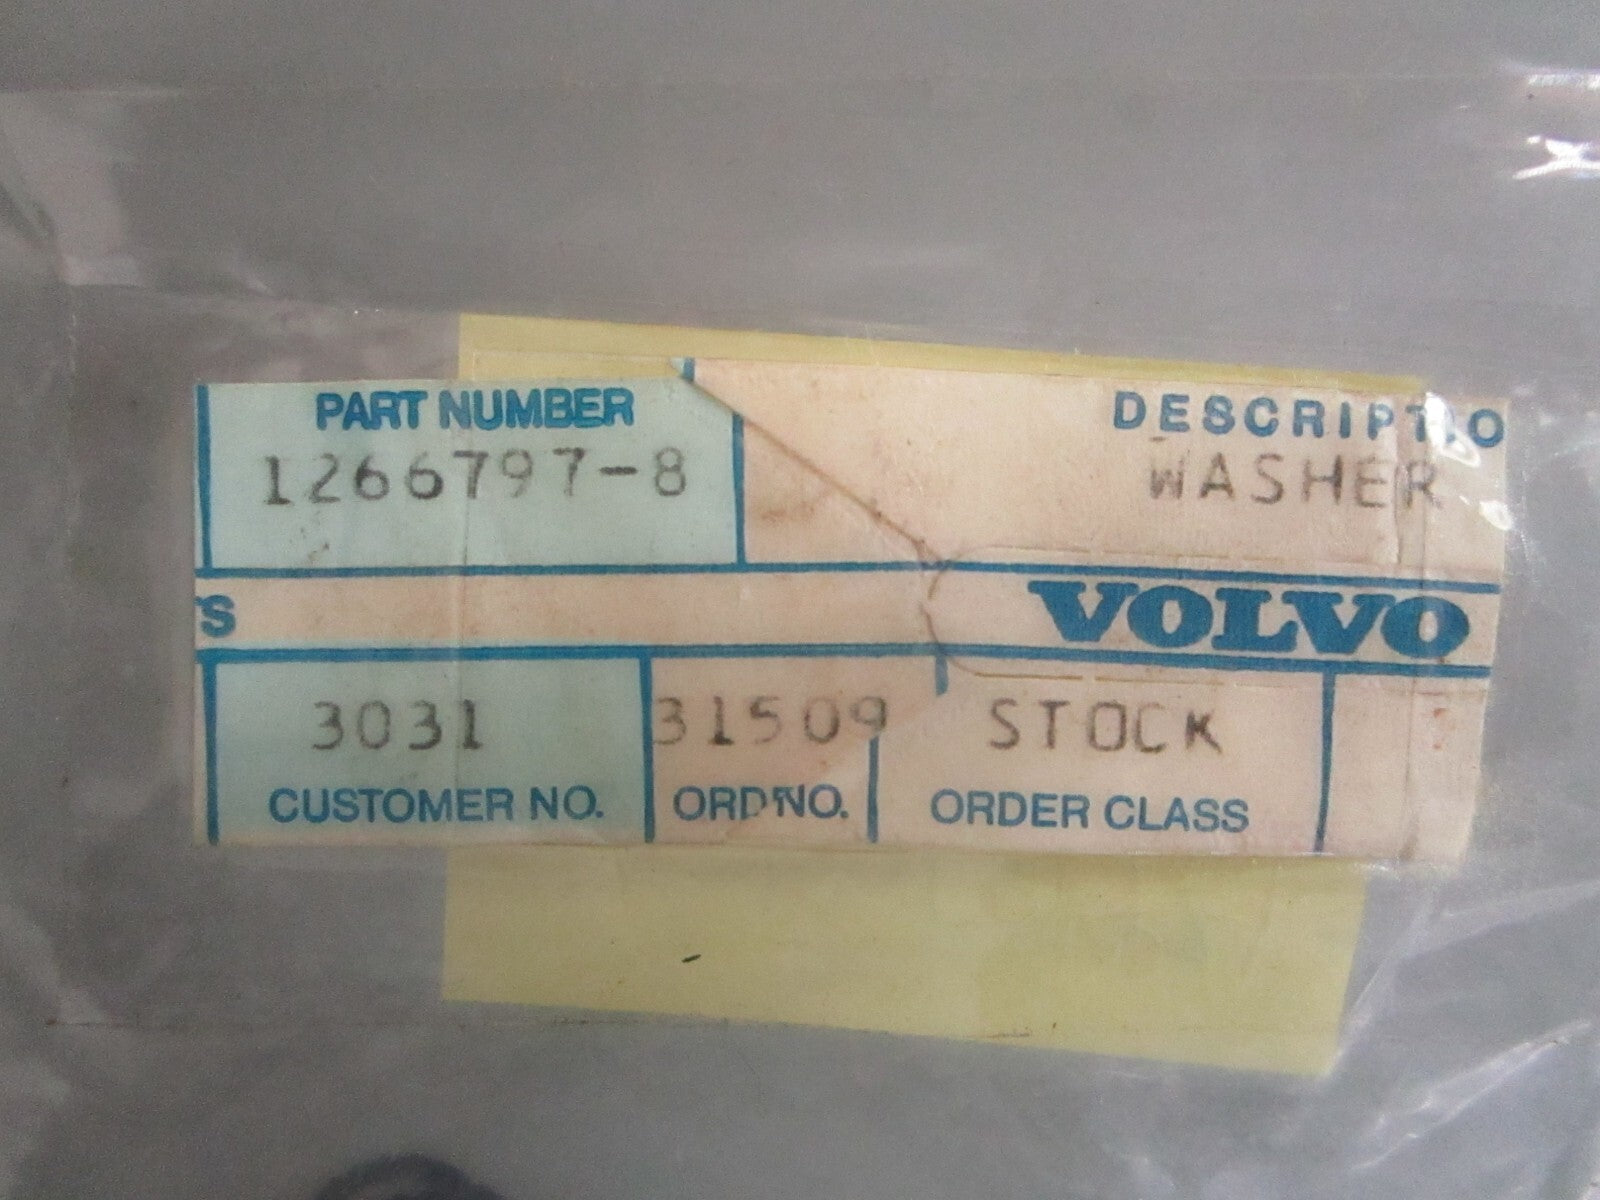 PART NUMBER DESCRIPTIO
1266797-8 WASHER
S VOLVO
3031 31509 STOCK
CUSTOMER NO. ORD NO. ORDER CLASS